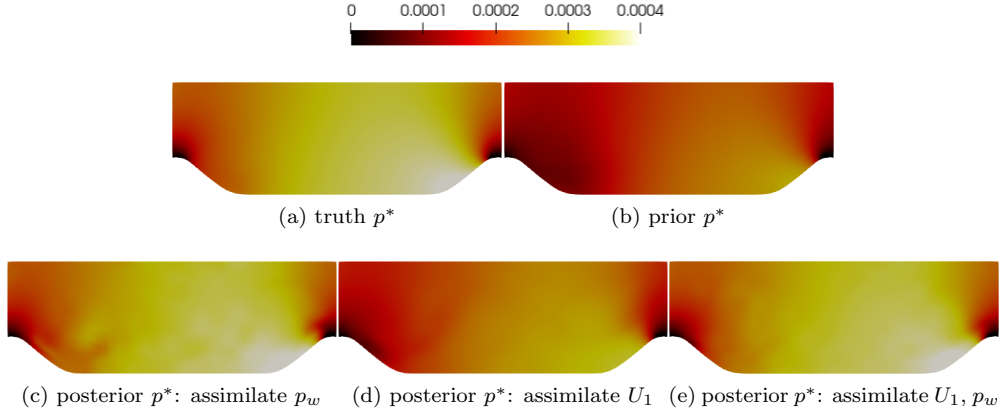 0 0.0001 0.0002 0.0003 0.0004
(a) truth p*
(b) prior p*
(c) posterior p*: assimilate p_w
(d) posterior p*: assimilate U_1
(e) posterior p*: assimilate U_1, p_w